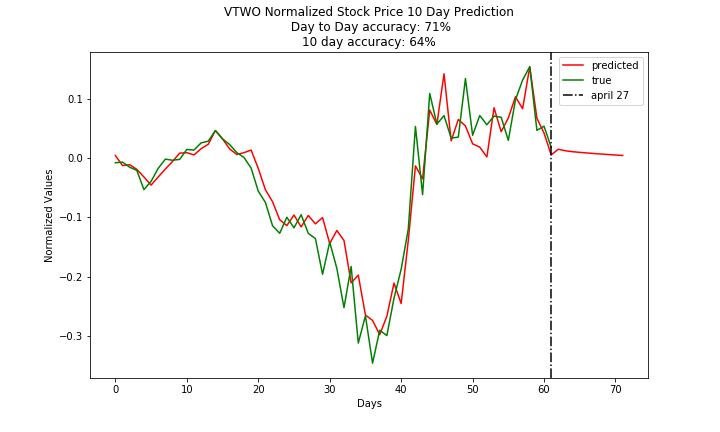 VTWO Normalized Stock Price 10 Day Prediction
Day to Day accuracy: 71%
10 day accuracy: 64%
predicted
true
april 27
Normalized Values
0.1
0.0
−0.1
−0.2
−0.3
0 10 20 30 40 50 60 70
Days